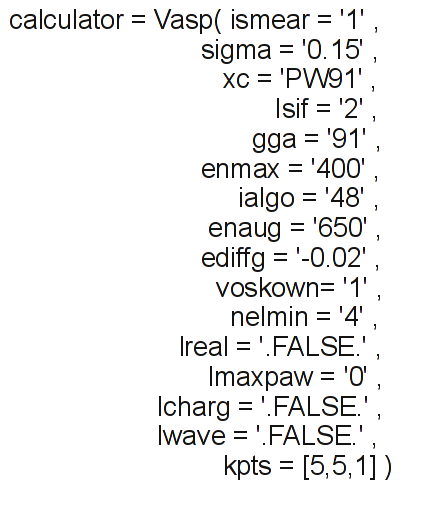 calculator = Vasp( ismear = '1' ,
sigma = '0.15' ,
xc = 'PW91' ,
Isif = '2' ,
gga = '91' ,
enmax = '400' ,
ialgo = '48' ,
enaug = '650' ,
ediffg = '-0.02' ,
voskown= '1' ,
nelmin = '4' ,
lreal = '.FALSE.' ,
lmaxpaw = '0' ,
lcharg = '.FALSE.' ,
lwave = '.FALSE.' ,
kpts = [5,5,1] )